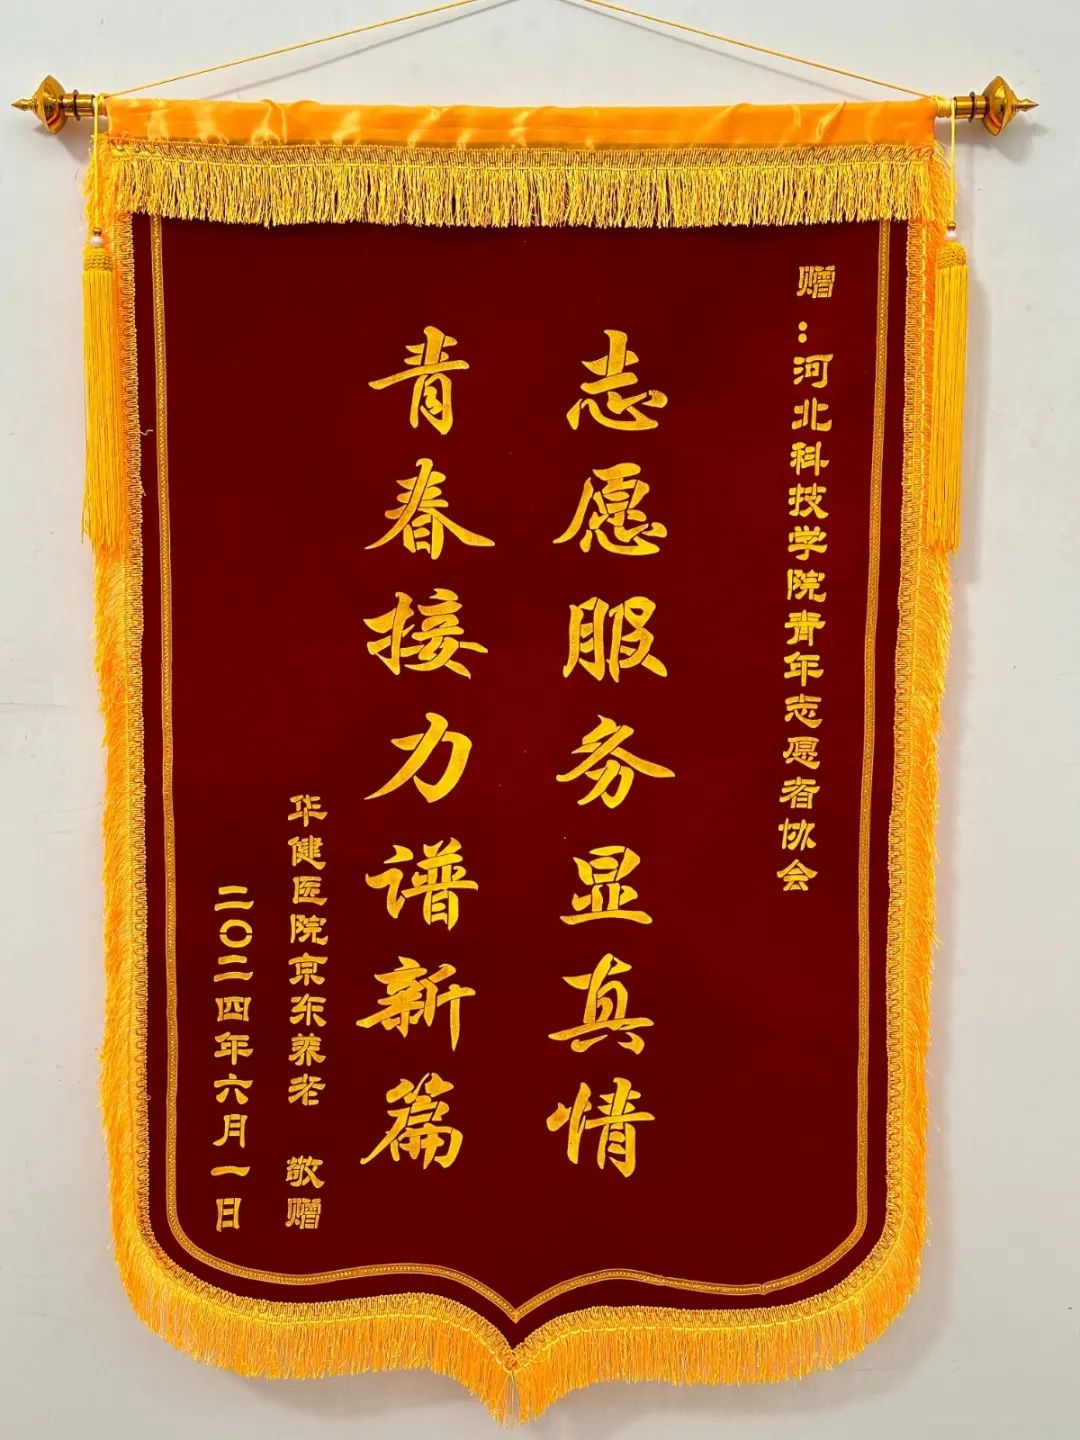 赠：河北科技学院青年志愿者协会
志愿服务显真情
青春接力谱新篇
华健医院京东养老 敬赠
二〇二四年六月一日